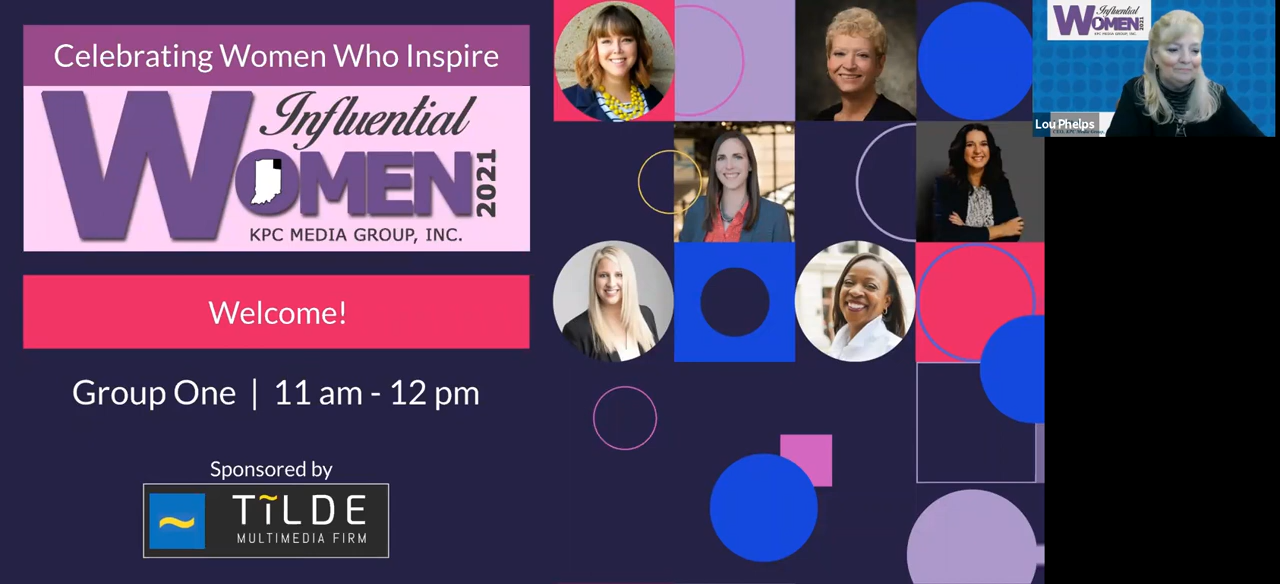 Celebrating Women Who Inspire
Influential
WOMEN
2021
KPC MEDIA GROUP, INC.
Welcome!
Group One | 11 am - 12 pm
Sponsored by
~ TĩLDE
MULTIMEDIA FIRM
Influential
WOMEN
2021
KPC MEDIA GROUP, INC.
Lou Phelps